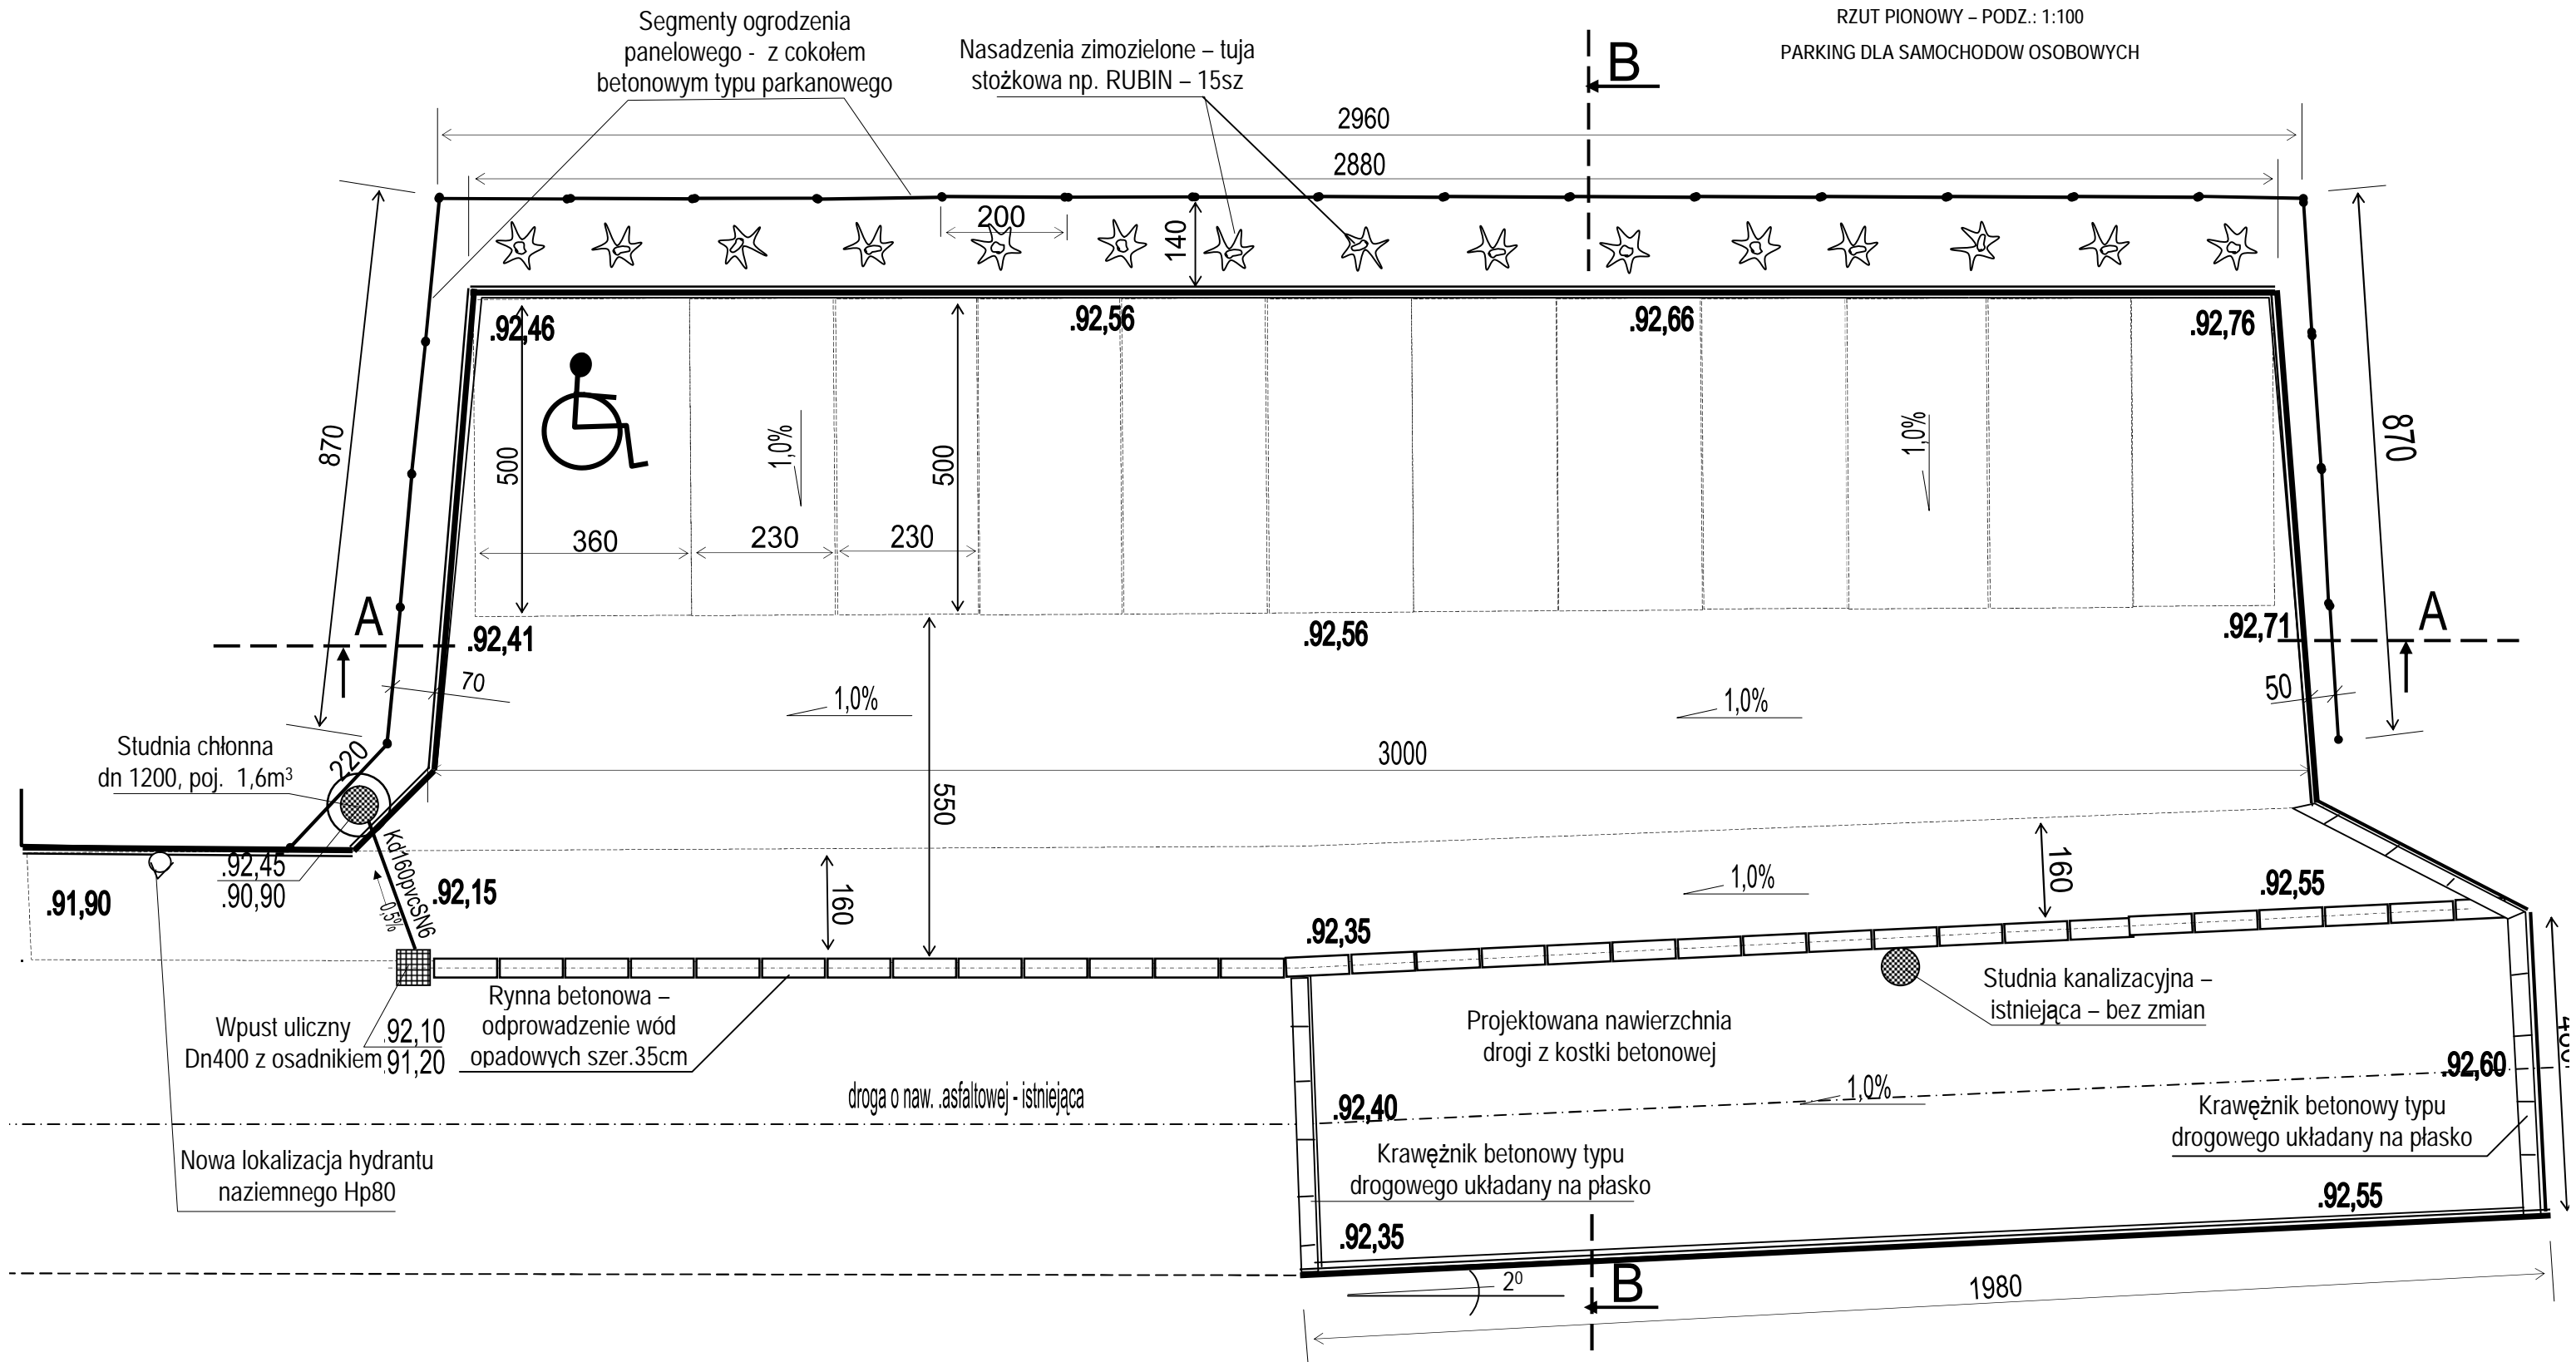 RZUT PIONOWY – PODZ.: 1:100
PARKING DLA SAMOCHODOW OSOBOWYCH
Segmenty ogrodzenia
panelowego - z cokołem
betonowym typu parkanowego
Nasadzenia zimozielone – tuja
stożkowa np. RUBIN – 15sz
B
2960
2880
200
140
.92,46
.92,56
.92,66
.92,76
870
500
1,0%
500
1,0%
870
360
230
230
A
.92,41
.92,56
.92,71
A
70
1,0%
1,0%
50
Studnia chłonna
dn 1200, poj. 1,6m³
220
3000
550
Kd160pvcSN6
0,5%
.92,45
.90,90
.91,90
.92,15
160
160
1,0%
.92,55
.92,35
Rynna betonowa –
odprowadzenie wód
opadowych szer.35cm
Wpust uliczny
Dn400 z osadnikiem
.92,10
.91,20
Studnia kanalizacyjna –
istniejąca – bez zmian
Projektowana nawierzchnia
drogi z kostki betonowej
droga o naw. .asfaltowej - istniejąca
.92,40
1,0%
.92,60
Krawężnik betonowy typu
drogowego układany na płasko
Krawężnik betonowy typu
drogowego układany na płasko
Nowa lokalizacja hydrantu
naziemnego Hp80
.92,35
.92,55
2⁰
B
1980